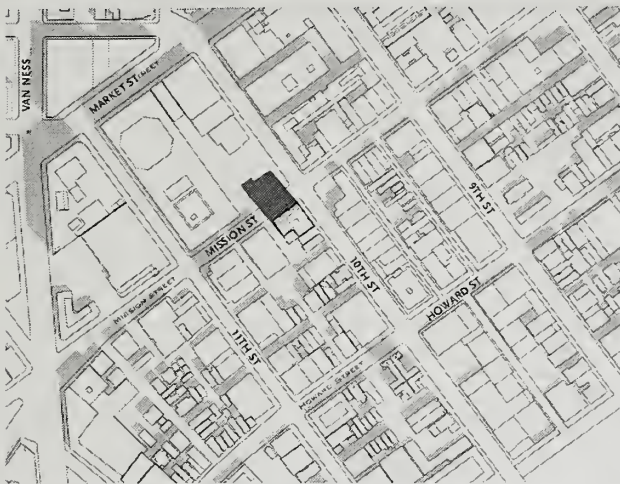 VAN NESS
MARKET STREET
MISSION ST
9TH ST
10TH ST
HOWARD ST
MISSION STREET
11TH ST
HOWARD STREET